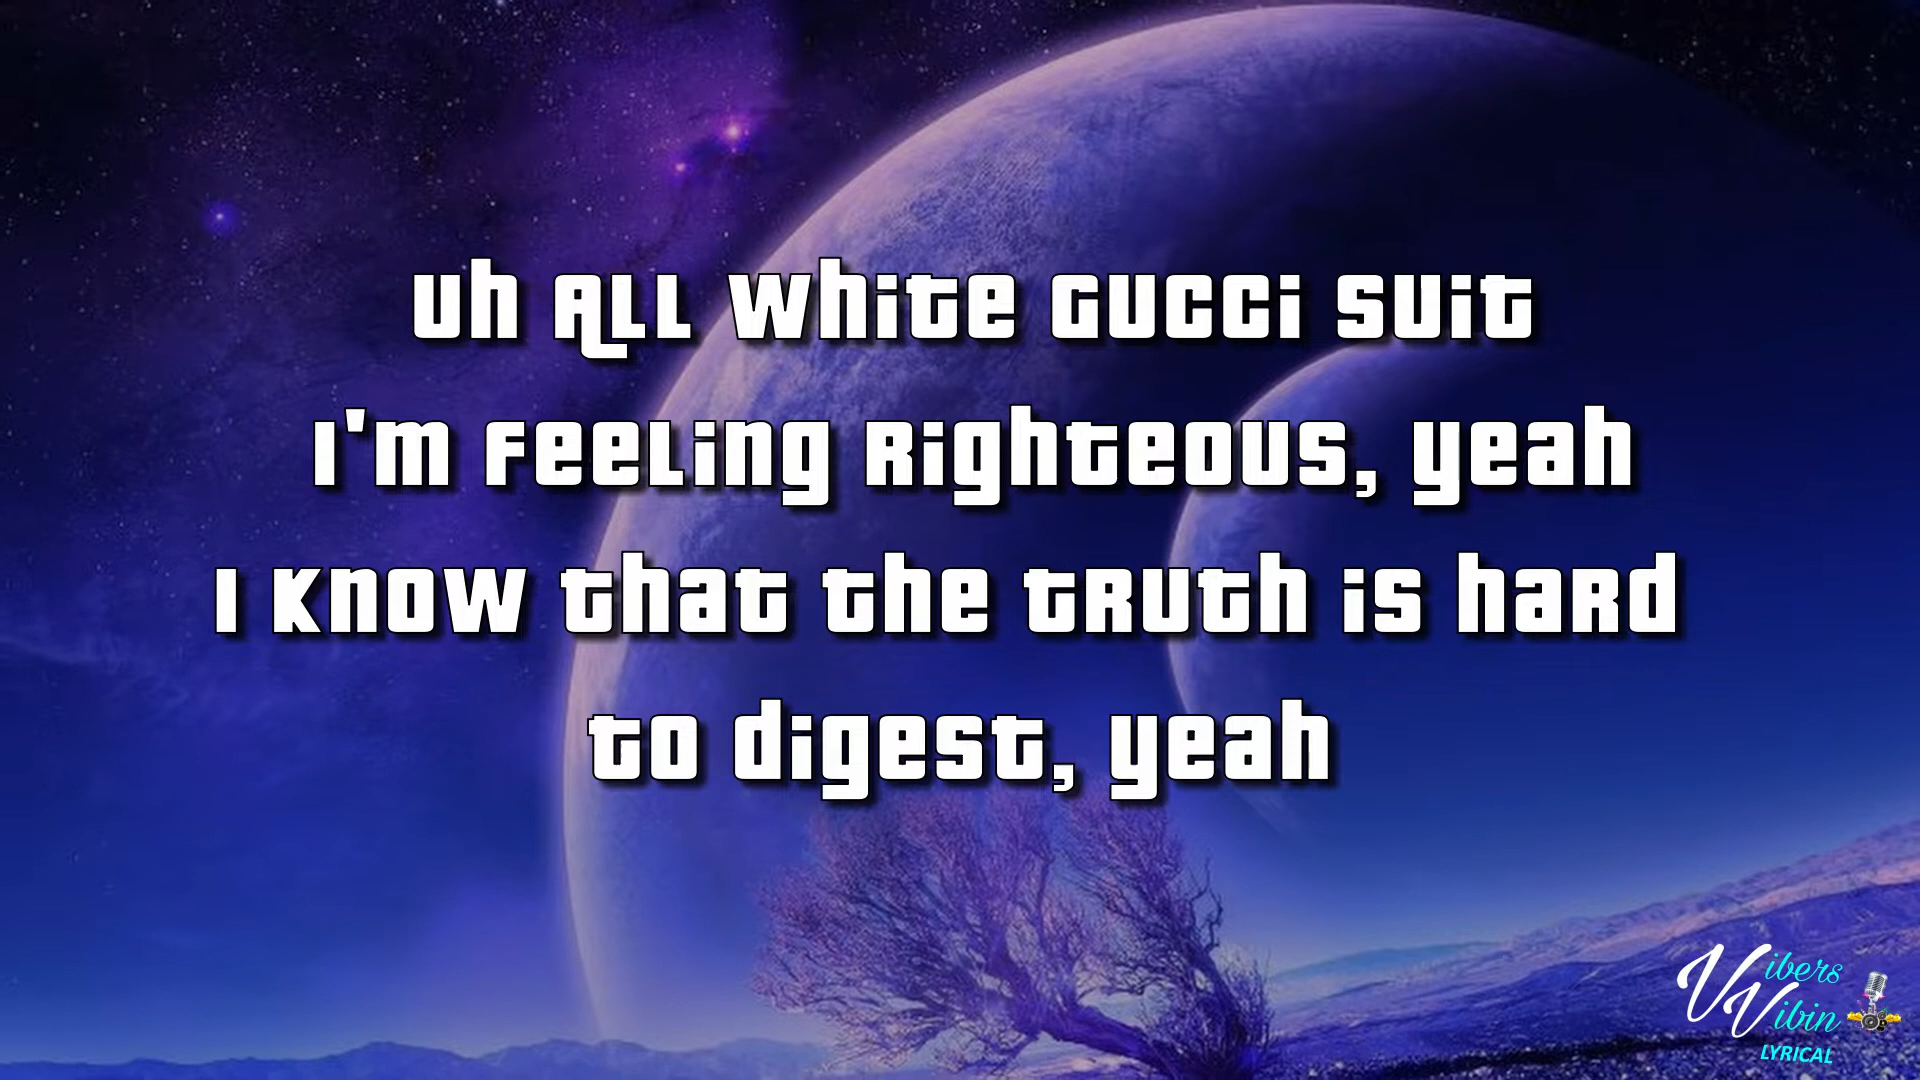 Uh All White Gucci Suit
I'm Feeling Righteous, yeah
I Know that the truth is hard
to digest, yeah
Vibers
Vibin
LYRICAL